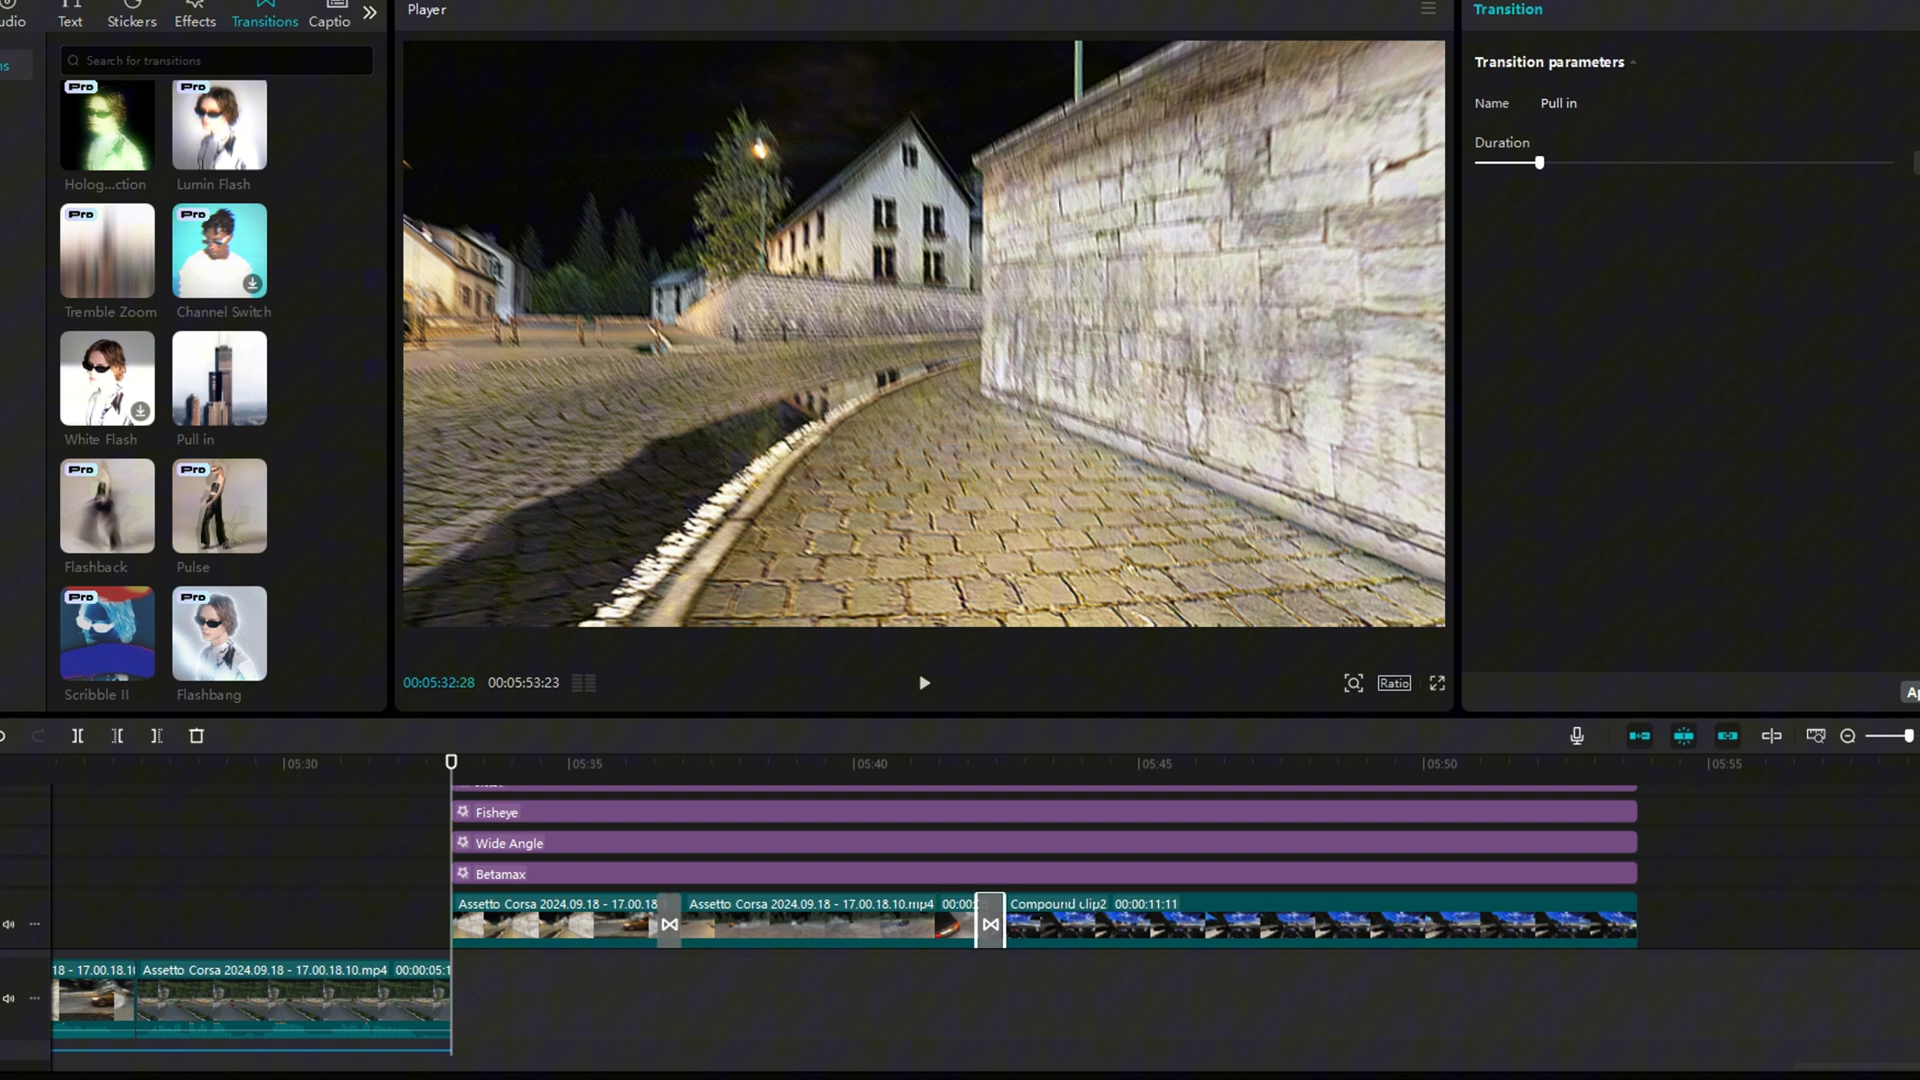 udio
Text
Stickers
Effects
Transitions
Captio
Player
Transition
ns
Search for transitions
Transition parameters
Name Pull in
Duration
Pro
Pro
Holog...ction
Lumin Flash
Pro
Pro
Tremble Zoom
Channel Switch
White Flash
Pull in
Pro
Pro
Flashback
Pulse
Pro
Pro
Scribble II
Flashbang
00:05:32:28 00:05:53:23
Ratio
Ap
05:30
05:35
05:40
05:45
05:50
05:55
Fisheye
Wide Angle
Betamax
Assetto Corsa 2024.09.18 - 17.00.18
Assetto Corsa 2024.09.18 - 17.00.18.10.mp4 00:00:
Compound clip2 00:00:11:11
18 - 17.00.18.10
Assetto Corsa 2024.09.18 - 17.00.18.10.mp4 00:00:05:1